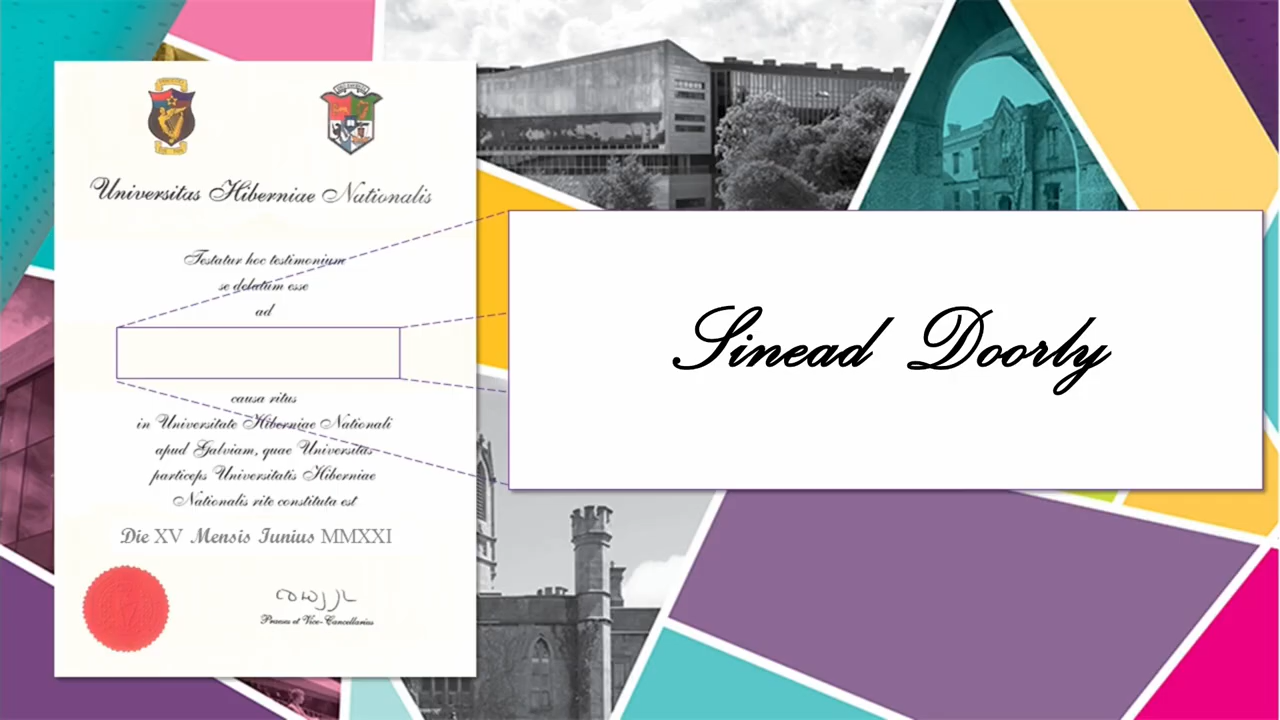 Universitas Hiberniae Nationalis
Testatur hoc testimonium
se delatum esse
ad
Sinead Doorly
causa ritus
in Universitate Hiberniae Nationali
apud Galviam, quae Universitas
particeps Universitatis Hiberniae
Nationalis rite constituta est
Die XV Mensis Iunius MMXXI
Praeses et Vice-Cancellarius